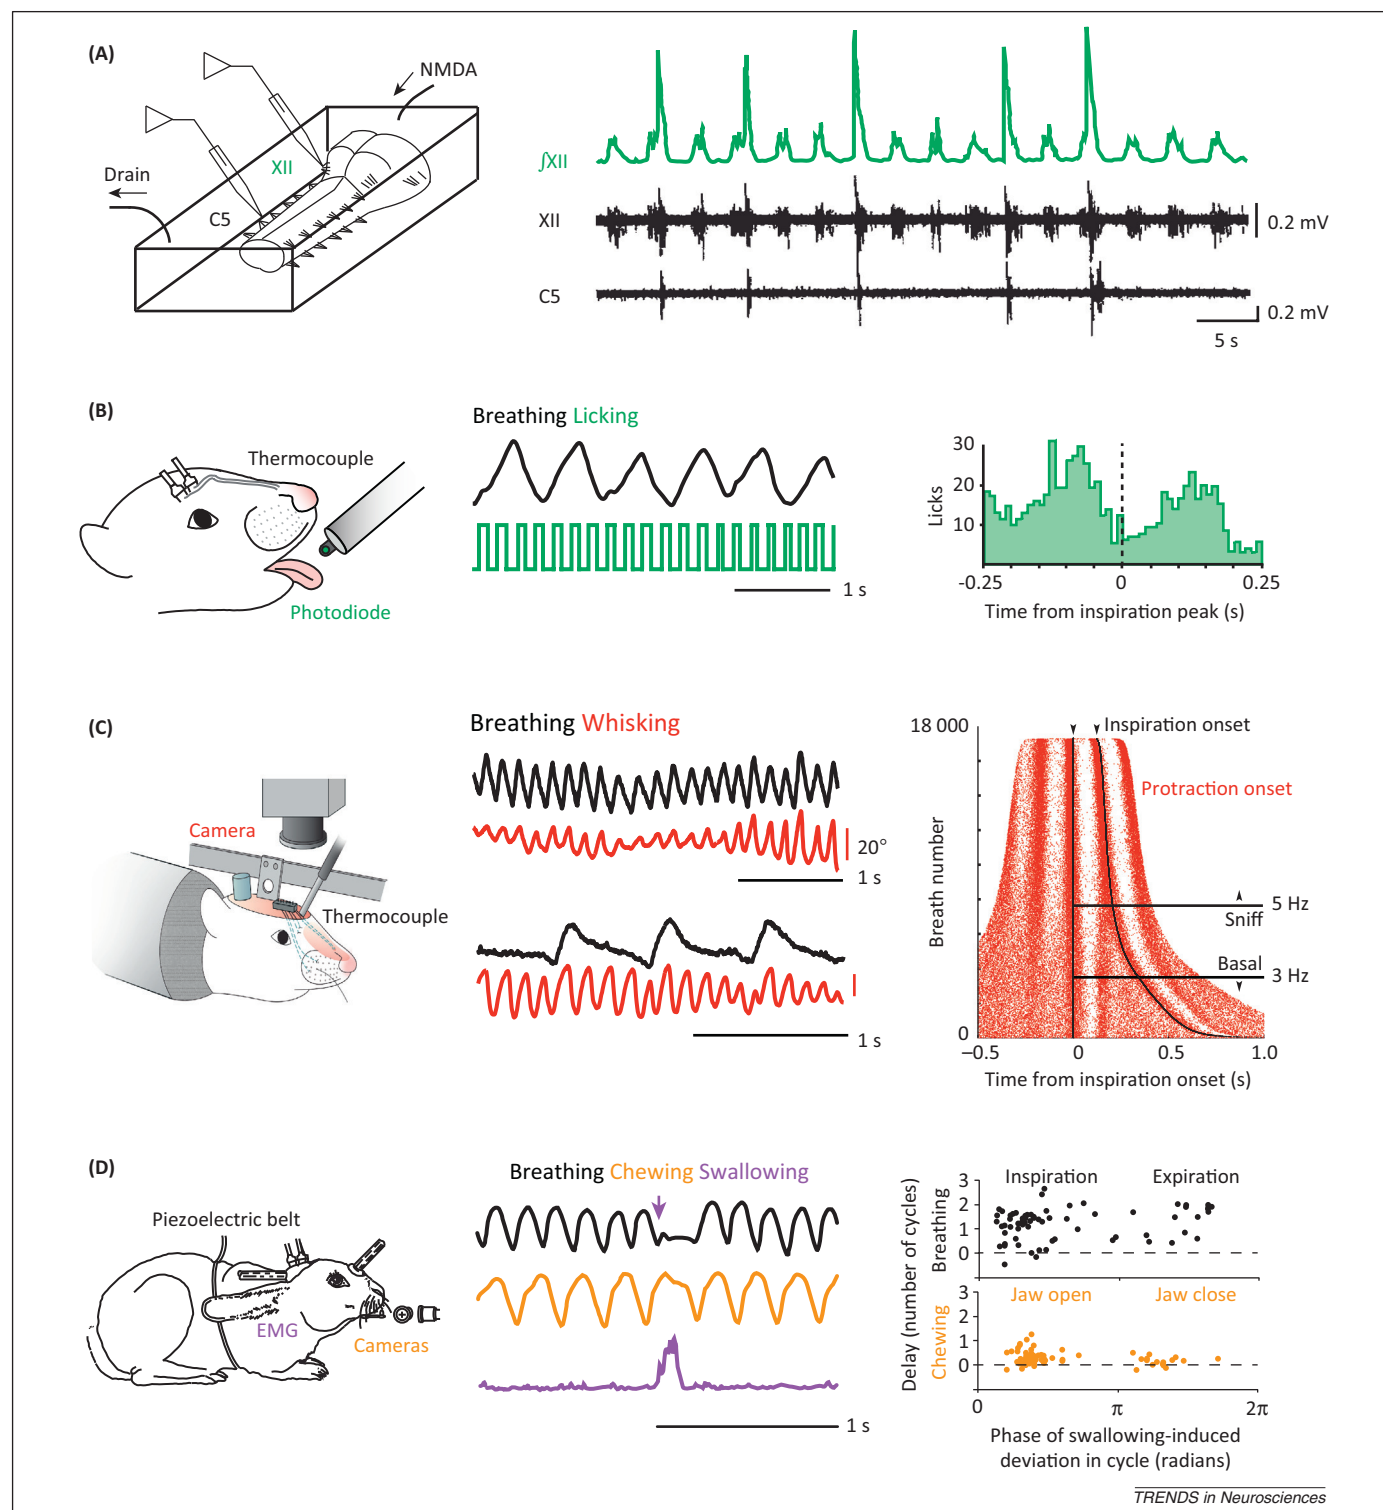 (A)
NMDA
XII
Drain
C5
∫XII
XII
0.2 mV
C5
0.2 mV
5 s
(B)
Breathing Licking
Thermocouple
Photodiode
1 s
30
20
10
Licks
-0.25
0
0.25
Time from inspiration peak (s)
(C)
Breathing Whisking
Camera
Thermocouple
20°
1 s
1 s
18 000
Inspiration onset
Protraction onset
Breath number
5 Hz
Sniff
Basal
3 Hz
0
−0.5
0
0.5
1.0
Time from inspiration onset (s)
(D)
Breathing Chewing Swallowing
Piezoelectric belt
EMG
Cameras
1 s
Delay (number of cycles)
Breathing
Chewing
3
2
1
0
Inspiration
Expiration
3
2
1
0
Jaw open
Jaw close
0
π
2π
Phase of swallowing-induced
deviation in cycle (radians)
TRENDS in Neurosciences